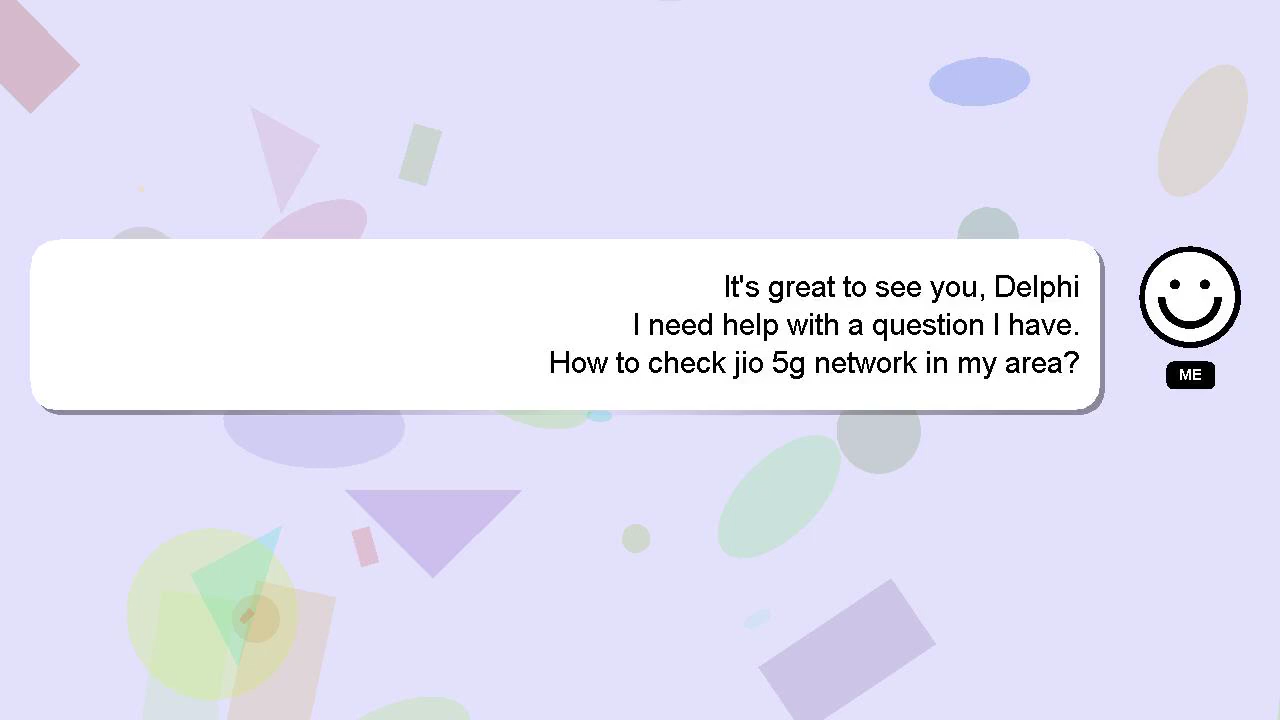 It's great to see you, Delphi
I need help with a question I have.
How to check jio 5g network in my area?
ME